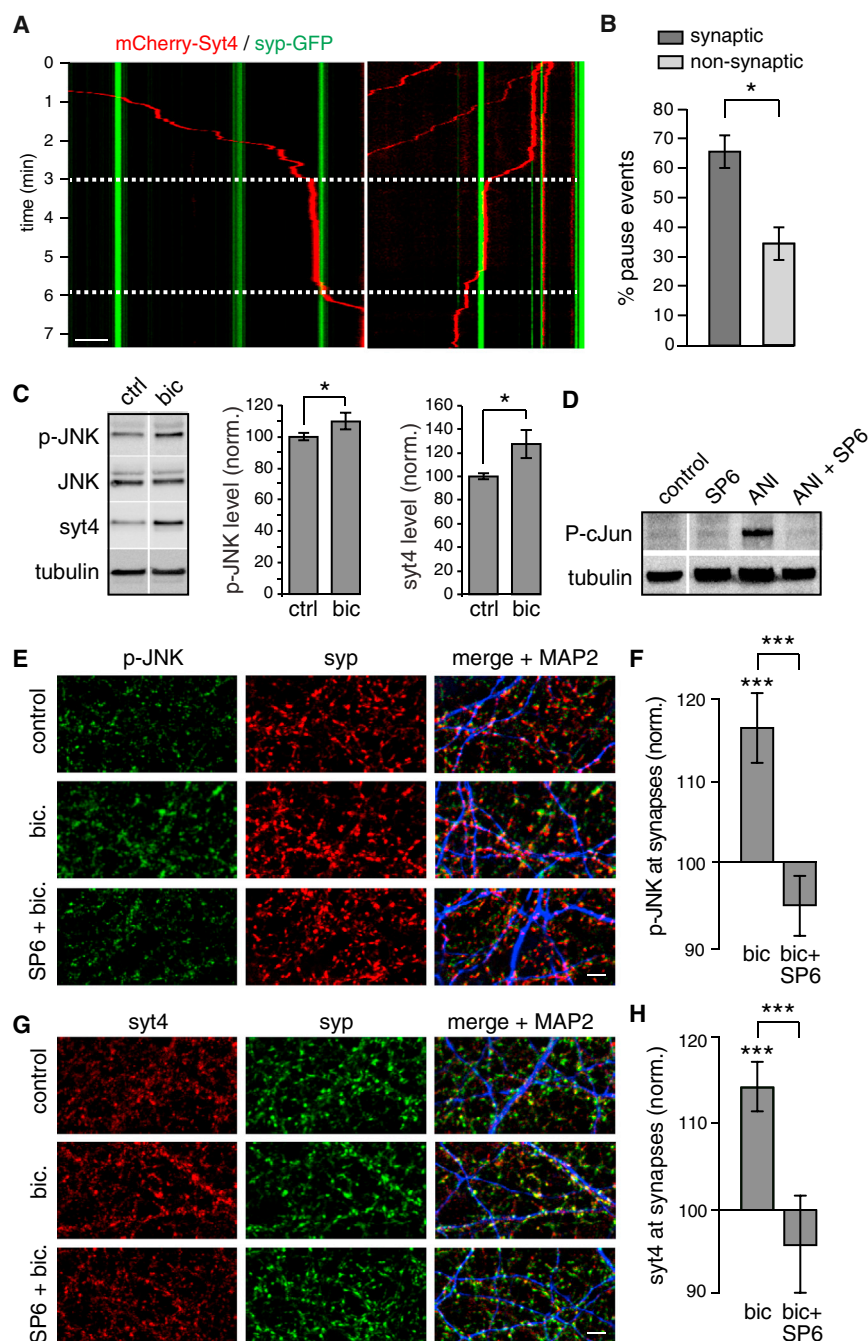 A
mCherry-Syt4 / syp-GFP
time (min)
0
1
2
3
4
5
6
7
B
synaptic
non-synaptic
*
% pause events
80
70
60
50
40
30
20
10
0
C
ctrl bic
p-JNK
JNK
syt4
tubulin
p-JNK level (norm.)
*
120
100
80
60
40
20
0
ctrl bic
syt4 level (norm.)
*
160
140
120
100
80
60
40
20
0
ctrl bic
D
control SP6 ANI ANI + SP6
P-cJun
tubulin
E
p-JNK syp merge + MAP2
control
bic.
SP6 + bic.
F
***
***
p-JNK at synapses (norm.)
120
110
100
90
bic bic+
SP6
G
syt4 syp merge + MAP2
control
bic.
SP6 + bic.
H
***
***
syt4 at synapses (norm.)
120
110
100
90
bic bic+
SP6